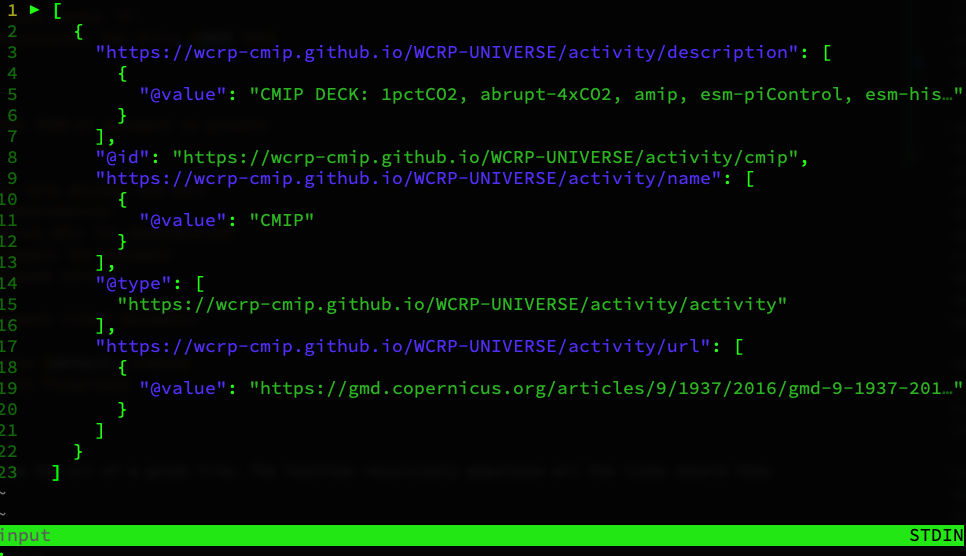 1 ▶ [
2 {
3 "https://wcrp-cmip.github.io/WCRP-UNIVERSE/activity/description": [
4 {
5 "@value": "CMIP DECK: 1pctCO2, abrupt-4xCO2, amip, esm-piControl, esm-his…"
6 }
7 ],
8 "@id": "https://wcrp-cmip.github.io/WCRP-UNIVERSE/activity/cmip",
9 "https://wcrp-cmip.github.io/WCRP-UNIVERSE/activity/name": [
10 {
11 "@value": "CMIP"
12 }
13 ],
14 "@type": [
15 "https://wcrp-cmip.github.io/WCRP-UNIVERSE/activity/activity"
16 ],
17 "https://wcrp-cmip.github.io/WCRP-UNIVERSE/activity/url": [
18 {
19 "@value": "https://gmd.copernicus.org/articles/9/1937/2016/gmd-9-1937-201…"
20 }
21 ]
22 }
23 ]
~
~
input STDIN